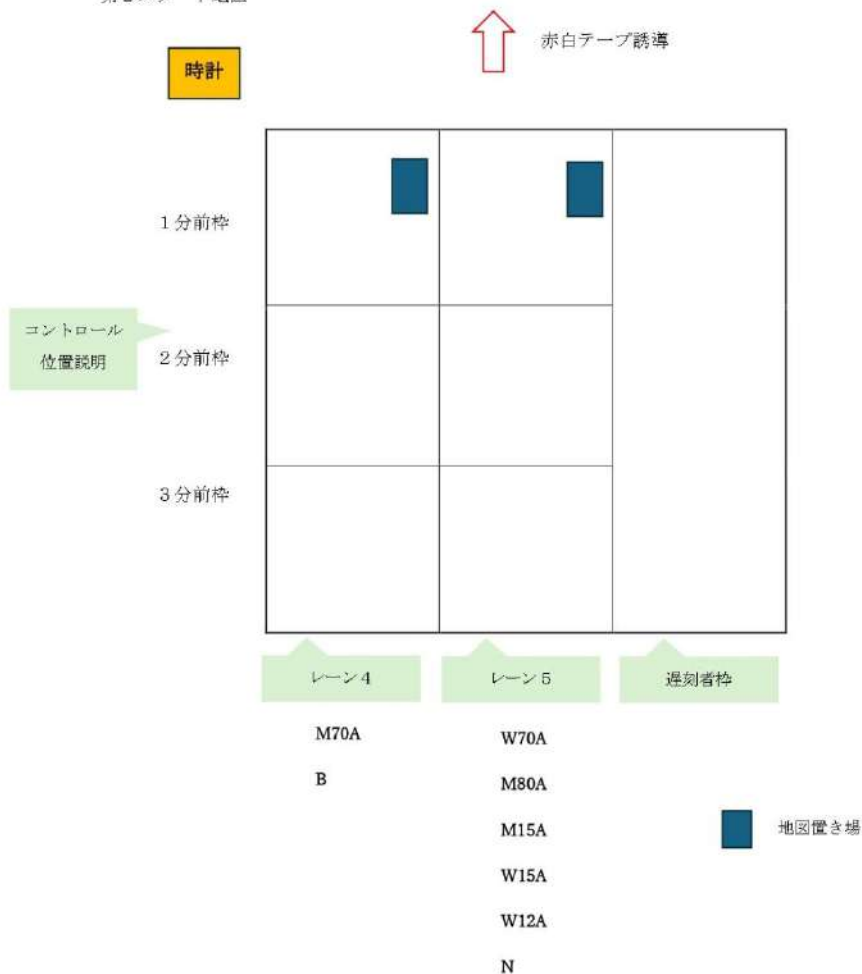 赤白テープ誘導
時計
1分前枠
コントロール
位置説明
2分前枠
3分前枠
レーン4
レーン5
遅刻者枠
M70A
B
W70A
M80A
M15A
W15A
W12A
N
地図置き場